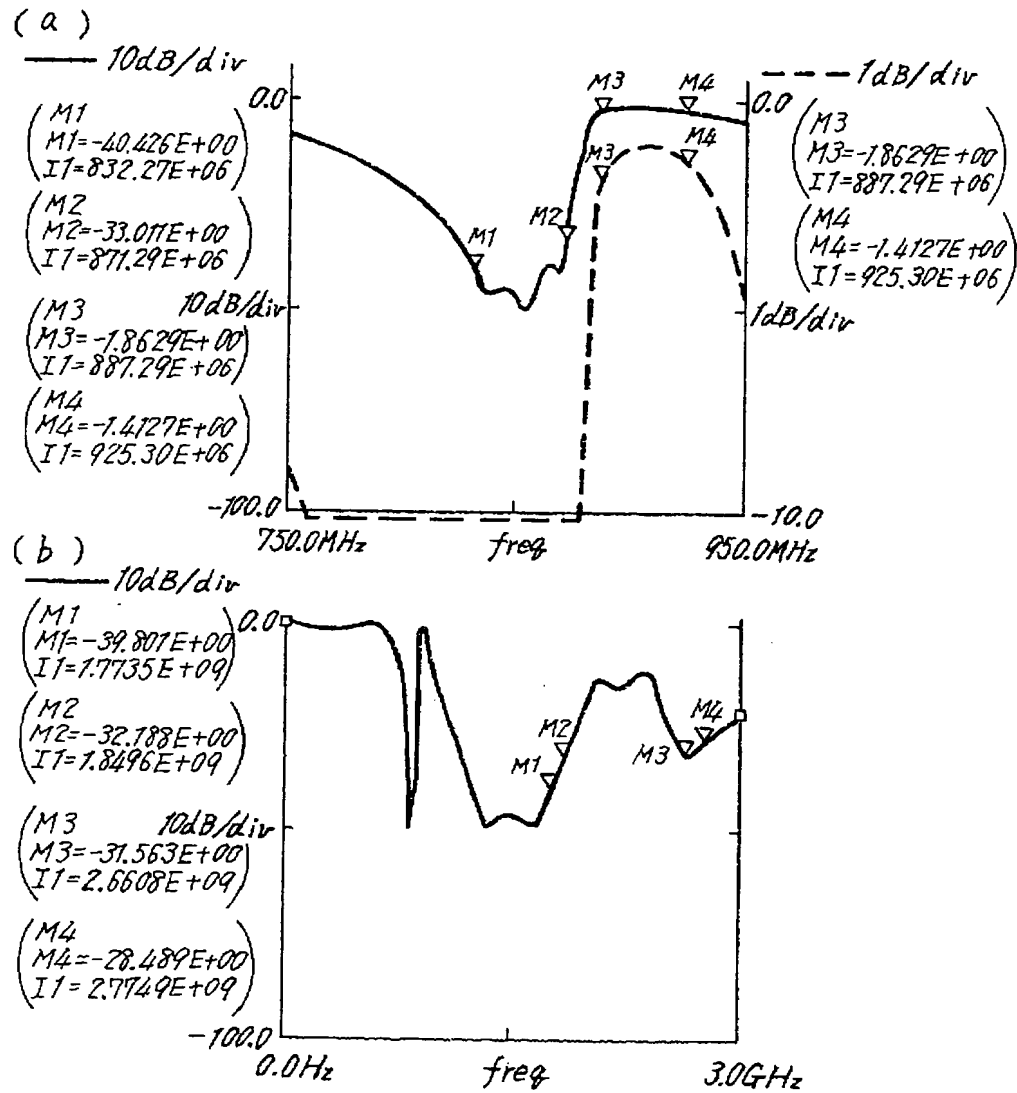 (a)
10dB/div
M1
M1=-40.426E+00
I1=832.27E+06
M2
M2=-33.011E+00
I1=871.29E+06
M3 10dB/div
M3=-1.8629E+00
I1=887.29E+06
M4
M4=-1.4127E+00
I1=925.30E+06
0.0
-100.0
M1
M2
M3
M4
M3
M4
750.0MHz freq 950.0MHz
1dB/div
0.0
M3
M3=-1.8629E+00
I1=887.29E+06
M4
M4=-1.4127E+00
I1=925.30E+06
1dB/div
-10.0
(b)
10dB/div
M1
M1=-39.801E+00
I1=1.7735E+09
M2
M2=-32.188E+00
I1=1.8496E+09
M3 10dB/div
M3=-31.563E+00
I1=2.6608E+09
M4
M4=-28.489E+00
I1=2.7749E+09
0.0
-100.0
M1
M2
M3
M4
0.0Hz freq 3.0GHz